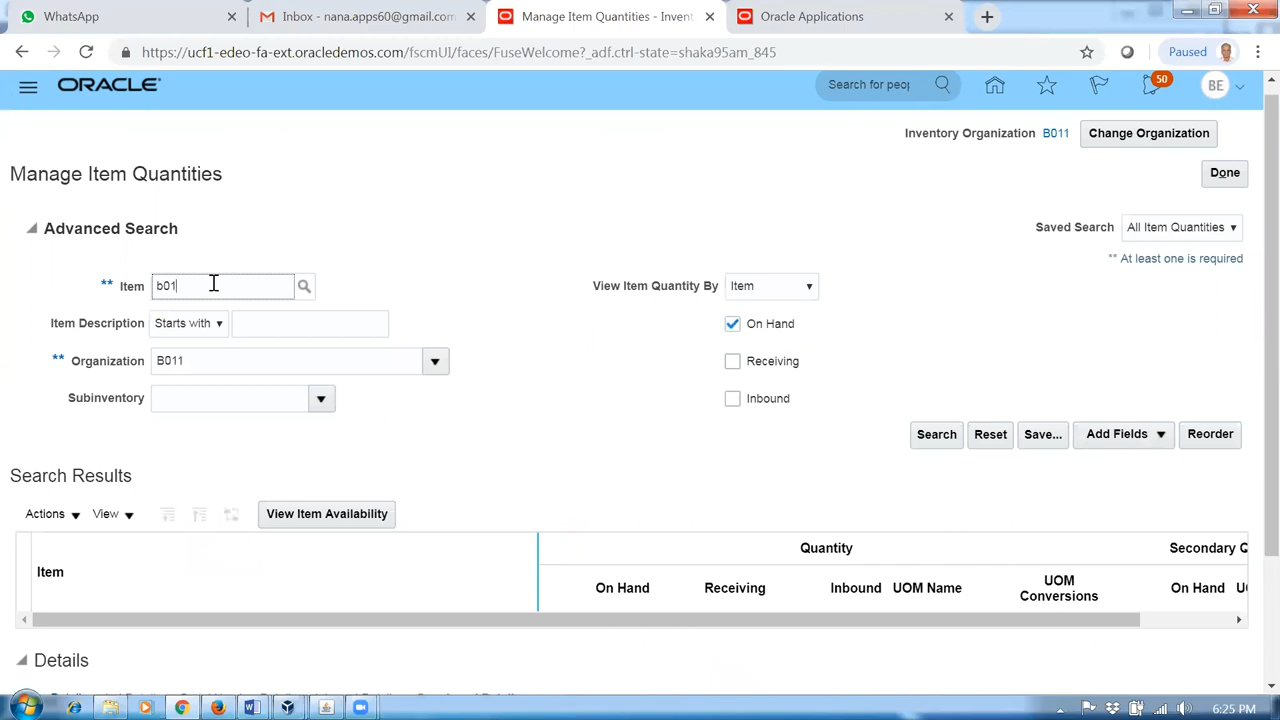 WhatsApp
Inbox - nana.apps60@gmail.com
Manage Item Quantities - Invent
Oracle Applications
https://ucf1-edeo-fa-ext.oracledemos.com/fscmUI/faces/FuseWelcome?_adf.ctrl-state=shaka95am_845
Paused
ORACLE
Search for peop
50
BE
Inventory Organization B011 Change Organization
Manage Item Quantities
Done
Advanced Search
Saved Search All Item Quantities
** At least one is required
** Item b01
View Item Quantity By Item
Item Description Starts with
On Hand
** Organization B011
Receiving
Subinventory
Inbound
Search Reset Save... Add Fields Reorder
Search Results
Actions View View Item Availability
Quantity
Secondary Q
Item
On Hand Receiving Inbound UOM Name UOM Conversions On Hand
Details
6:25 PM